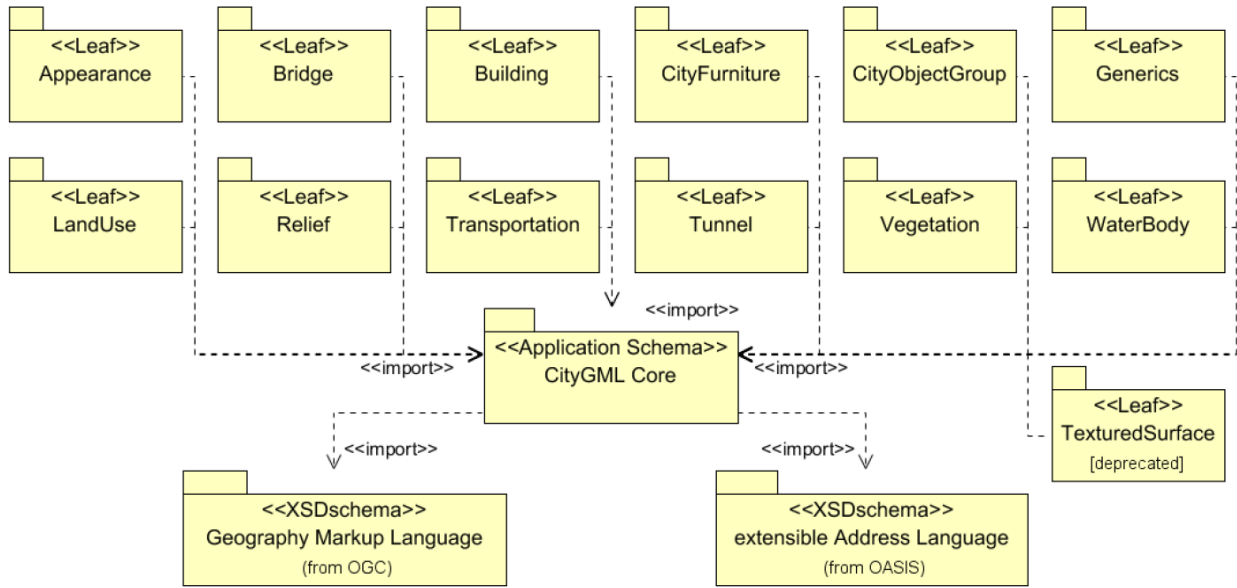 <<Leaf>>
Appearance
<<Leaf>>
Bridge
<<Leaf>>
Building
<<Leaf>>
CityFurniture
<<Leaf>>
CityObjectGroup
<<Leaf>>
Generics
<<Leaf>>
LandUse
<<Leaf>>
Relief
<<Leaf>>
Transportation
<<Leaf>>
Tunnel
<<Leaf>>
Vegetation
<<Leaf>>
WaterBody
<<import>>
<<Application Schema>>
CityGML Core
<<import>>
<<import>>
<<Leaf>>
TexturedSurface
[deprecated]
<<import>>
<<import>>
<<XSDschema>>
Geography Markup Language
(from OGC)
<<XSDschema>>
extensible Address Language
(from OASIS)